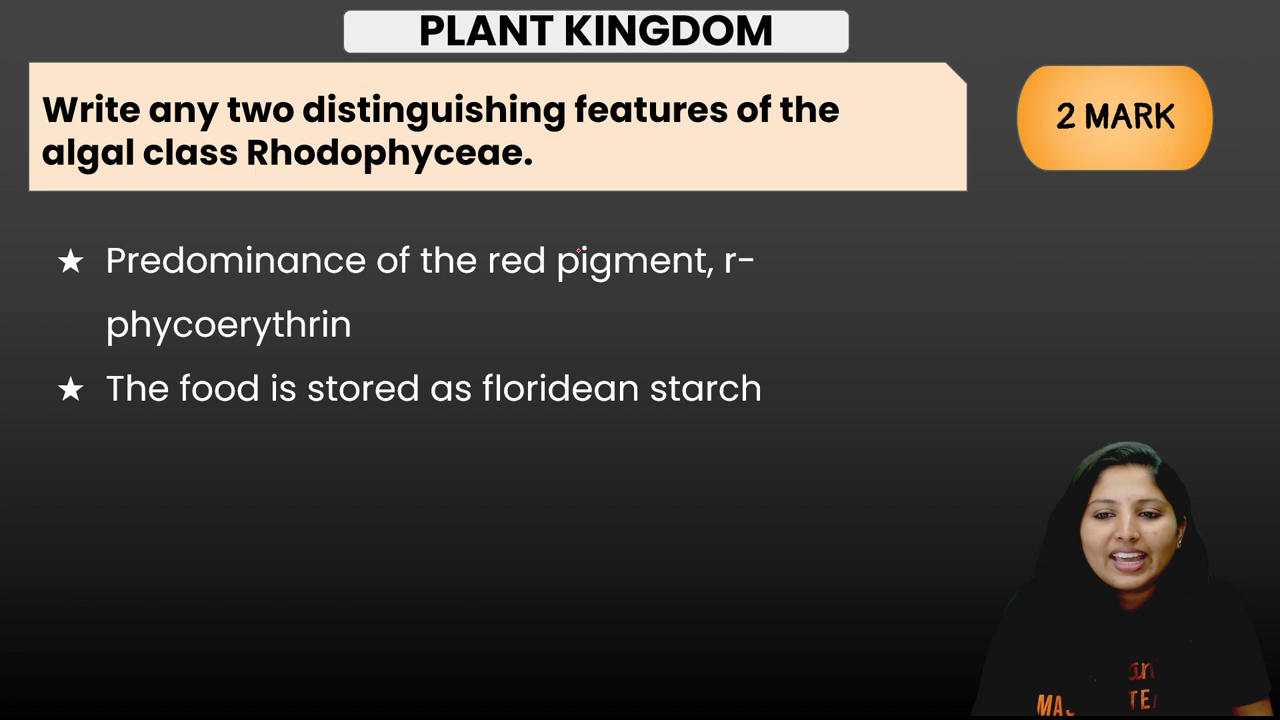 PLANT KINGDOM
Write any two distinguishing features of the
algal class Rhodophyceae.
2 MARK
★ Predominance of the red pigment, r-
phycoerythrin
★ The food is stored as floridean starch